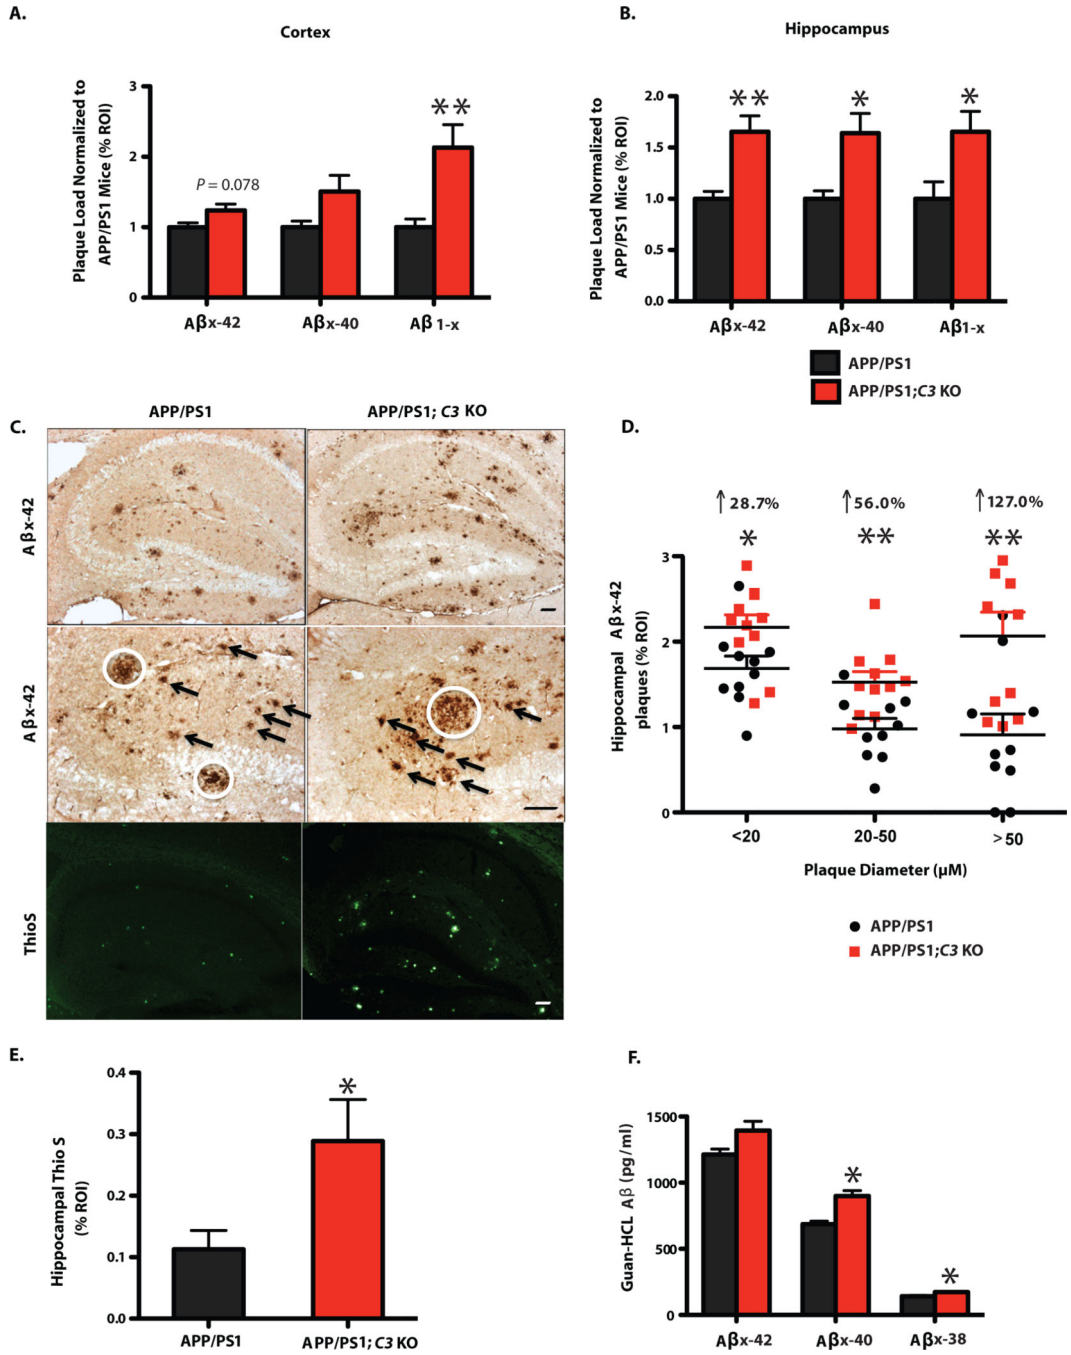 A.
Cortex
Plaque Load Normalized to
APP/PS1 Mice (% ROI)
3
2
1
0
P = 0.078
**
Aβx-42
Aβx-40
Aβ 1-x
B.
Hippocampus
Plaque Load Normalized to
APP/PS1 Mice (% ROI)
2.0
1.5
1.0
0.5
0.0
**
*
*
Aβx-42
Aβx-40
Aβ1-x
APP/PS1
APP/PS1;C3 KO
C.
APP/PS1
APP/PS1; C3 KO
Aβx-42
Aβx-42
ThioS
D.
↑28.7%
↑56.0%
↑127.0%
*
**
**
Hippocampal Aβx-42
plaques (% ROI)
3
2
1
0
<20
20-50
>50
Plaque Diameter (µM)
APP/PS1
APP/PS1;C3 KO
E.
Hippocampal Thio S
(% ROI)
0.4
0.3
0.2
0.1
0.0
*
APP/PS1
APP/PS1; C3 KO
F.
Guan-HCL Aβ (pg/ml)
1500
1000
500
0
*
*
Aβx-42
Aβx-40
Aβx-38